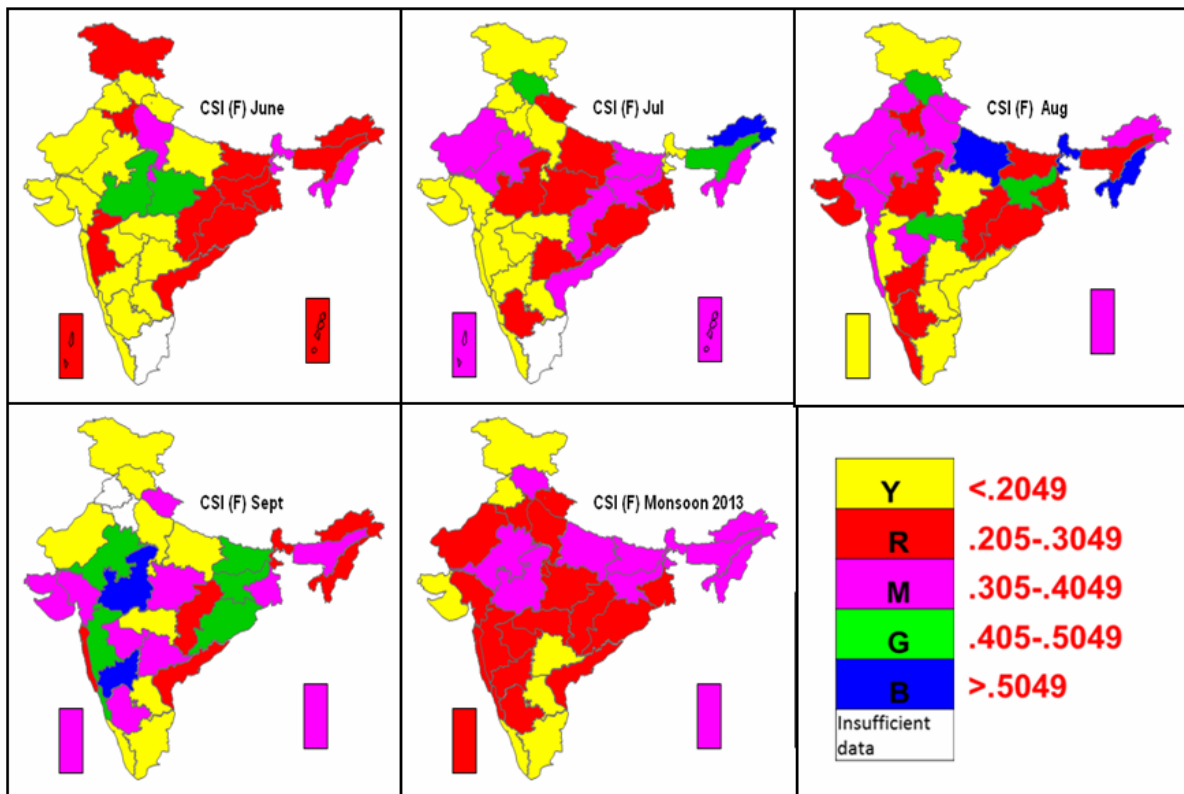 CSI (F) June
CSI (F) Jul
CSI (F) Aug
CSI (F) Sept
CSI (F) Monsoon 2013
Y <.2049
R .205-.3049
M .305-.4049
G .405-.5049
B >.5049
Insufficient
data